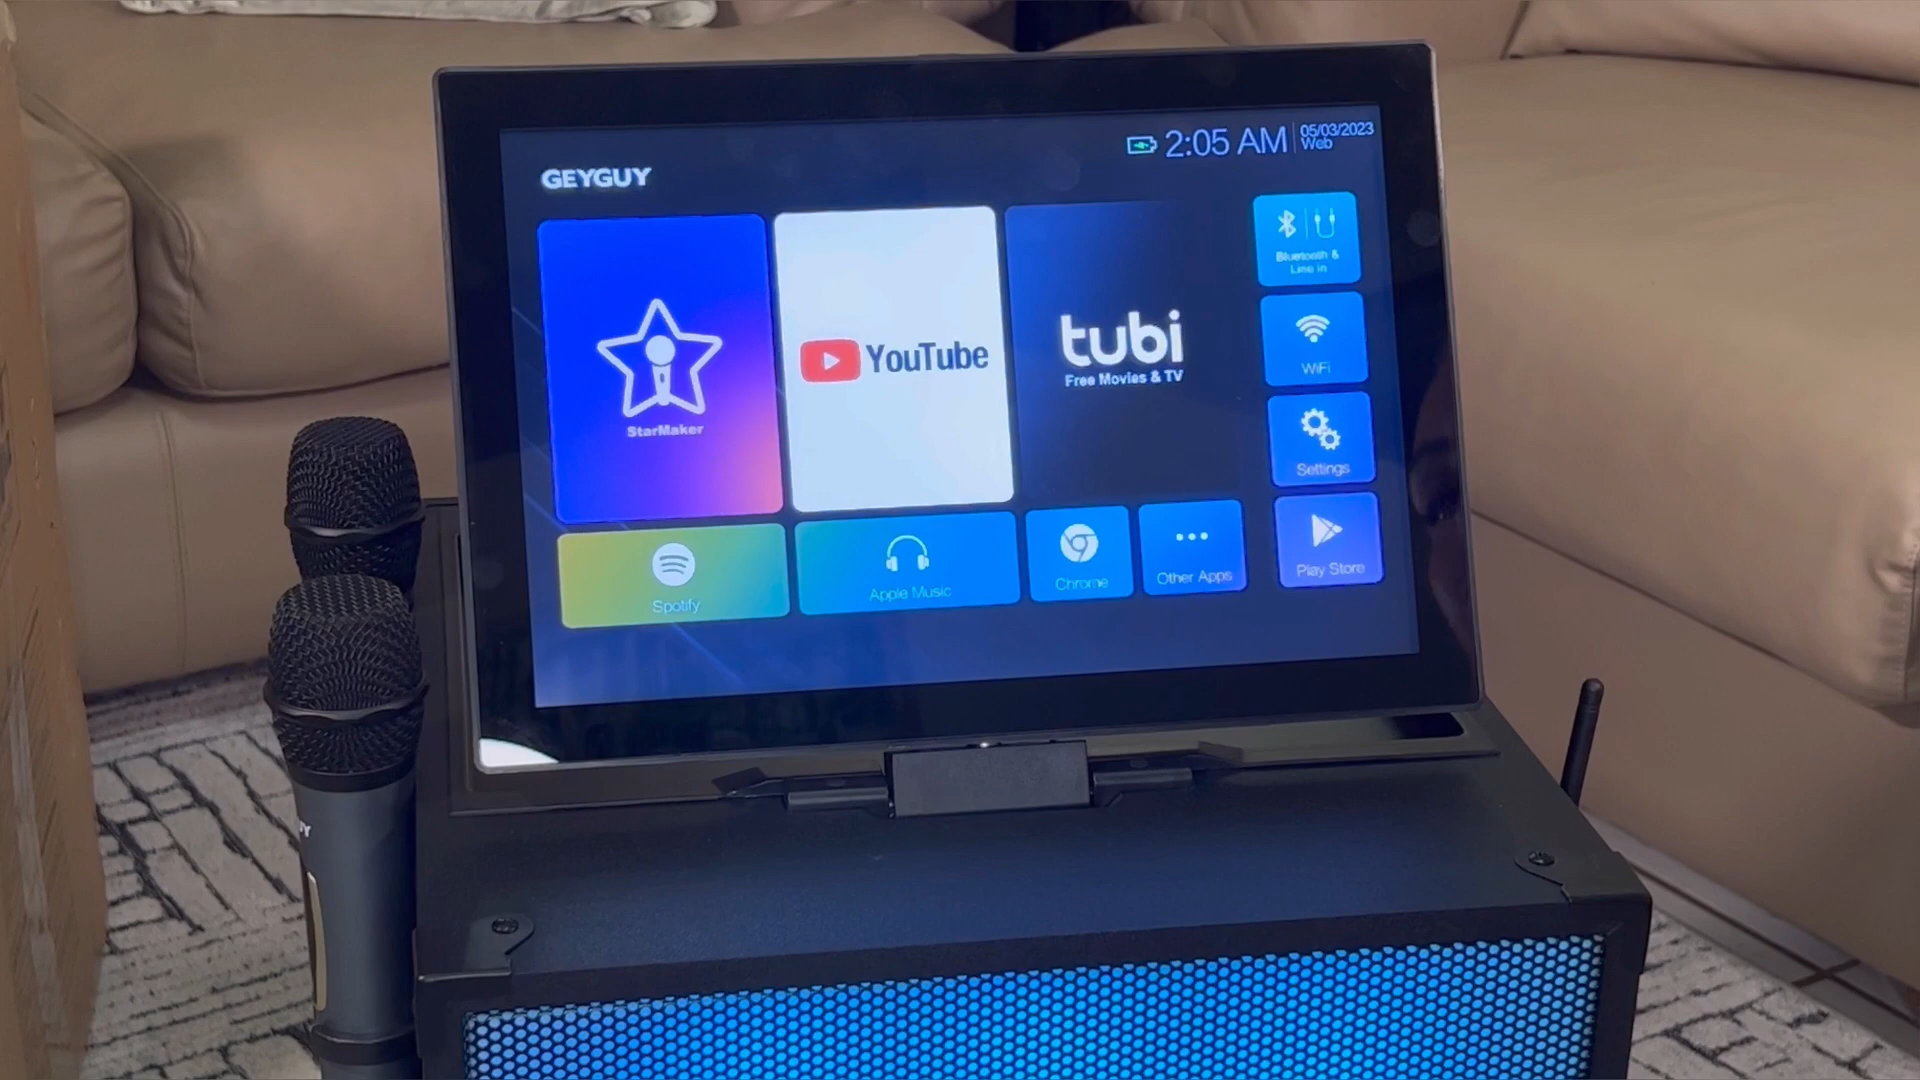 2:05 AM
05/03/2023
Web
GEYGUY
StarMaker
YouTube
tubi
Free Movies & TV
Bluetooth &
Line in
WiFi
Settings
Play Store
Spotify
Apple Music
Chrome
Other Apps